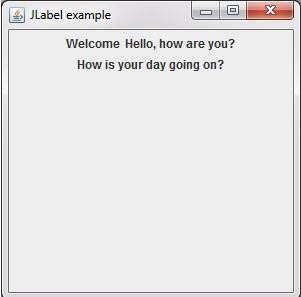 JLabel example
Welcome Hello, how are you?
How is your day going on?